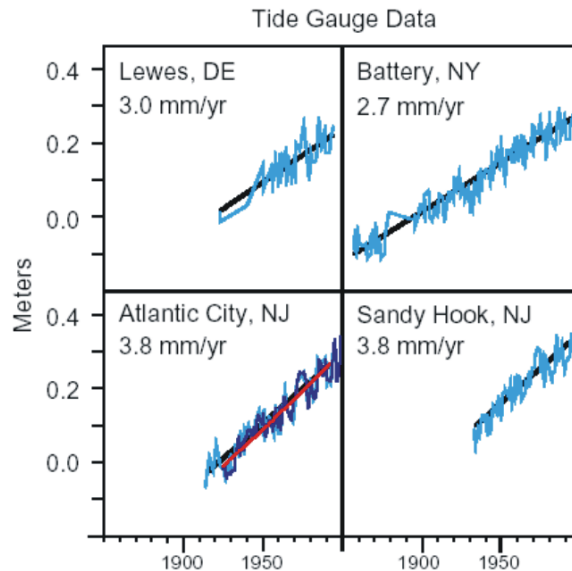 Tide Gauge Data
Lewes, DE
3.0 mm/yr
Battery, NY
2.7 mm/yr
0.4
0.2
0.0
Meters
Atlantic City, NJ
3.8 mm/yr
Sandy Hook, NJ
3.8 mm/yr
0.4
0.2
0.0
1900
1950
1900
1950